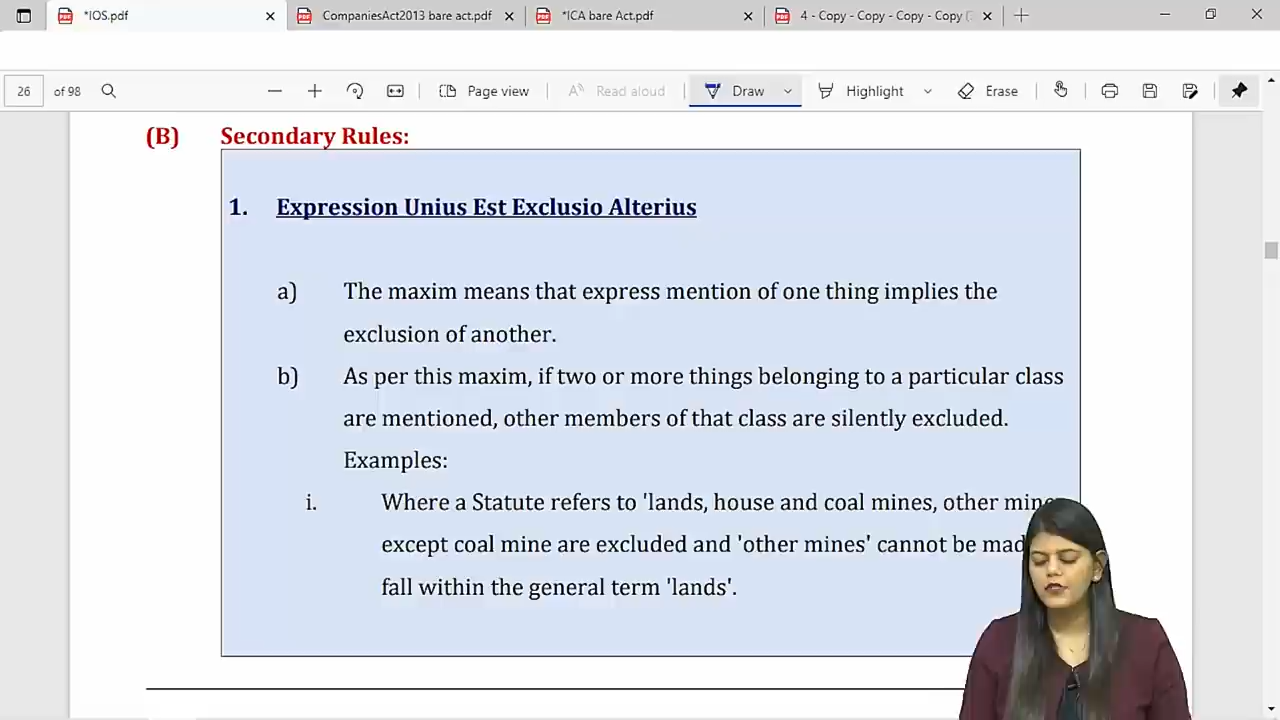 *IOS.pdf
CompaniesAct2013 bare act.pdf
*ICA bare Act.pdf
4 - Copy - Copy - Copy - Copy
26 of 98
Page view
Read aloud
Draw
Highlight
Erase
(B) Secondary Rules:
1. Expression Unius Est Exclusio Alterius
a) The maxim means that express mention of one thing implies the
exclusion of another.
b) As per this maxim, if two or more things belonging to a particular class
are mentioned, other members of that class are silently excluded.
Examples:
i. Where a Statute refers to 'lands, house and coal mines, other
except coal mine are excluded and 'other mines' cannot be
fall within the general term 'lands'.